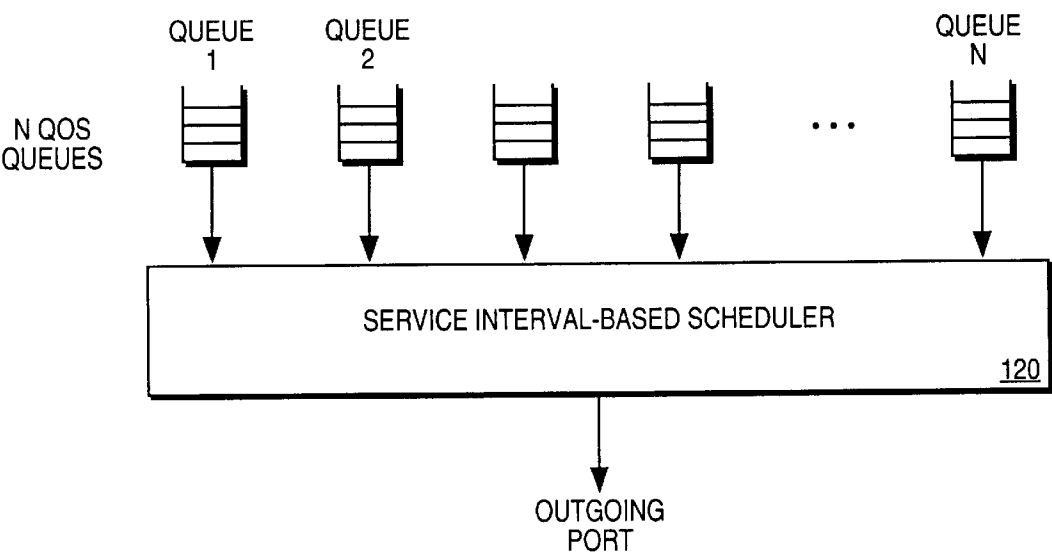 QUEUE
1
QUEUE
2
QUEUE
N
N QOS
QUEUES
...
SERVICE INTERVAL-BASED SCHEDULER
120
OUTGOING
PORT